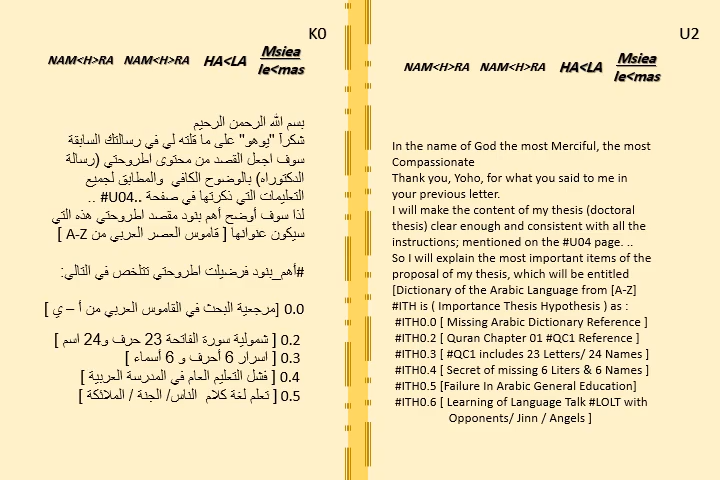 K0
NAM<H>RA NAM<H>RA HA<LA Msiea
le<mas
بسم الله الرحمن الرحيم
شكراً "يوهو" على ما قلته لي في رسالتك السابقة
سوف اجعل القصد من محتوى اطروحتي (رسالة
الدكتوراه) بالوضوح الكافي والمطابق لجميع
التعليمات التي ذكرتها في صفحة ..U04# ..
لذا سوف أوضح أهم بنود مقصد اطروحتي هذه التي
سيكون عنوانها [ قاموس العصر العربي من A-Z ]
#أهم_بنود فرضيلت اطروحتي تتلخص في التالي:
0.0 [مرجعية البحث في القاموس العربي من أ – ي ]
0.2 [ شمولية سورة الفاتحة 23 حرف و24 اسم ]
0.3 [ اسرار 6 أحرف و 6 أسماء ]
0.4 [ فشل التعليم العام في المدرسة العربية ]
0.5 [ تعلم لغة كلام الناس/ الجنة / الملائكة ]
U2
NAM<H>RA NAM<H>RA HA<LA Msiea
le<mas
In the name of God the most Merciful, the most
Compassionate
Thank you, Yoho, for what you said to me in
your previous letter.
I will make the content of my thesis (doctoral
thesis) clear enough and consistent with all the
instructions; mentioned on the #U04 page. ..
So I will explain the most important items of the
proposal of my thesis, which will be entitled
[Dictionary of the Arabic Language from [A-Z]
#ITH is ( Importance Thesis Hypothesis ) as :
#ITH0.0 [ Missing Arabic Dictionary Reference ]
#ITH0.2 [ Quran Chapter 01 #QC1 Reference ]
#ITH0.3 [ #QC1 includes 23 Letters/ 24 Names ]
#ITH0.4 [ Secret of missing 6 Liters & 6 Names ]
#ITH0.5 [Failure In Arabic General Education]
#ITH0.6 [ Learning of Language Talk #LOLT with
Opponents/ Jinn / Angels ]